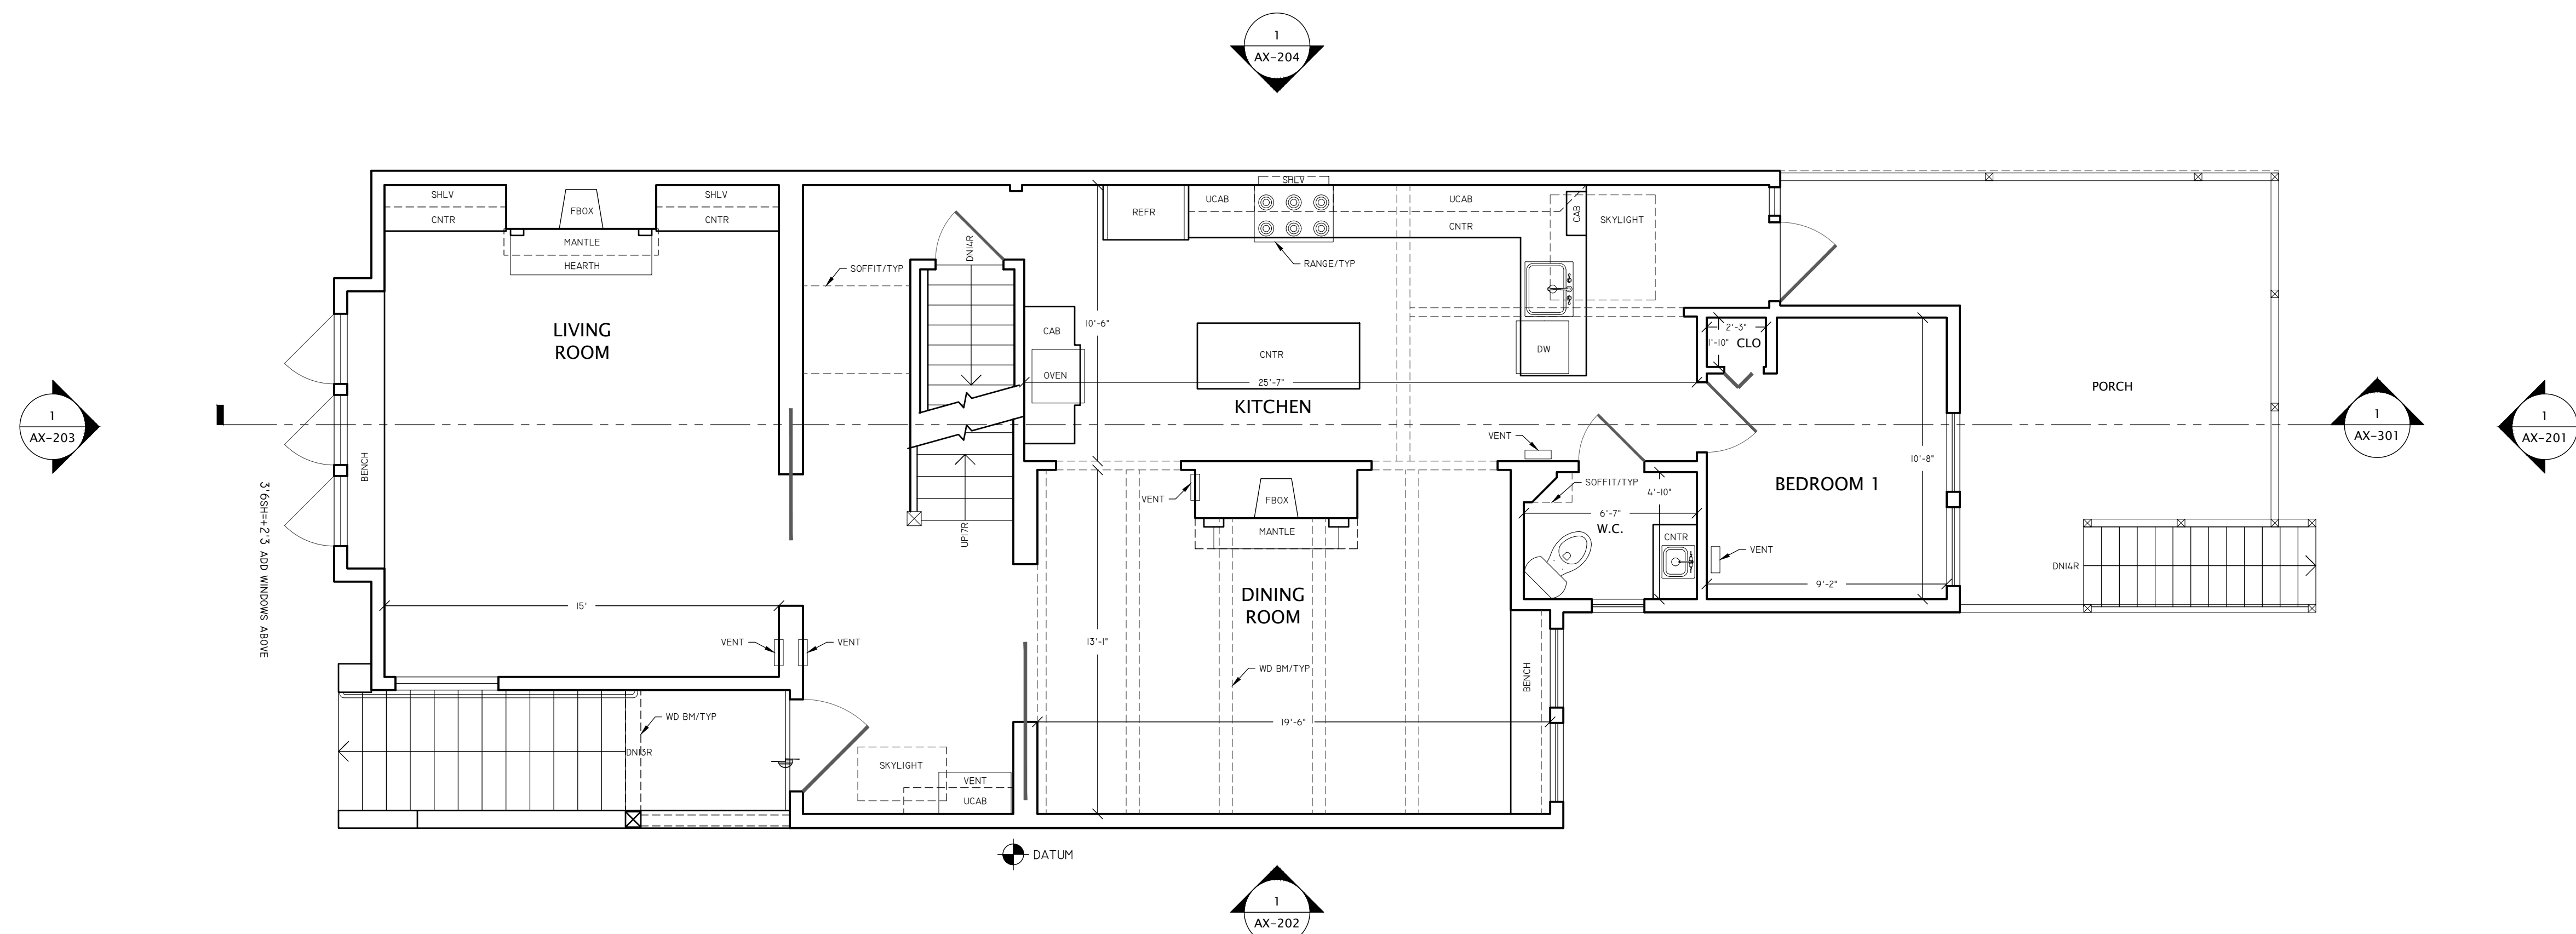 1
AX-204
SHLV
CNTR
FBOX
SHLV
CNTR
MANTLE
HEARTH
LIVING
ROOM
BENCH
3'6SH=+2'3 ADD WINDOWS ABOVE
15'
VENT
VENT
WD BM/TYP
DN13R
SOFFIT/TYP
DN14R
UP17R
SKYLIGHT
VENT
UCAB
DATUM
REFR
UCAB
SHLV
UCAB
CNTR
CAB
SKYLIGHT
RANGE/TYP
CAB
OVEN
10'-6"
CNTR
DW
25'-7"
KITCHEN
VENT
VENT
FBOX
MANTLE
DINING
ROOM
13'-1"
WD BM/TYP
19'-6"
BENCH
SOFFIT/TYP
4'-10"
6'-7"
W.C.
CNTR
2'-3"
1'-10"
CLO
10'-8"
BEDROOM 1
VENT
9'-2"
PORCH
DN14R
1
AX-203
1
AX-301
1
AX-201
1
AX-202